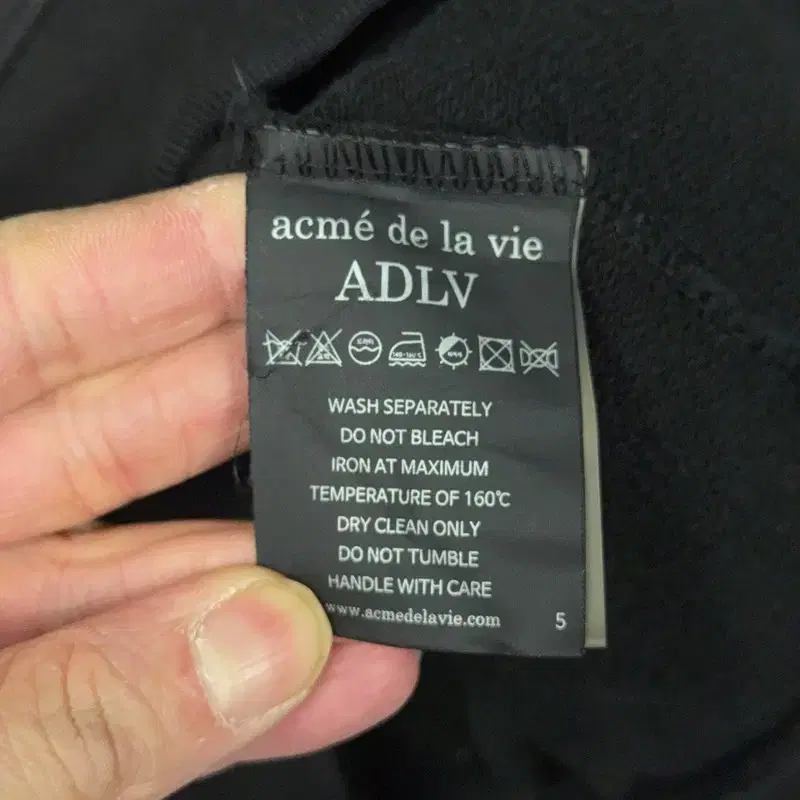 acmé de la vie
ADLV
WASH SEPARATELY
DO NOT BLEACH
IRON AT MAXIMUM
TEMPERATURE OF 160℃
DRY CLEAN ONLY
DO NOT TUMBLE
HANDLE WITH CARE
www.acmedelavie.com 5